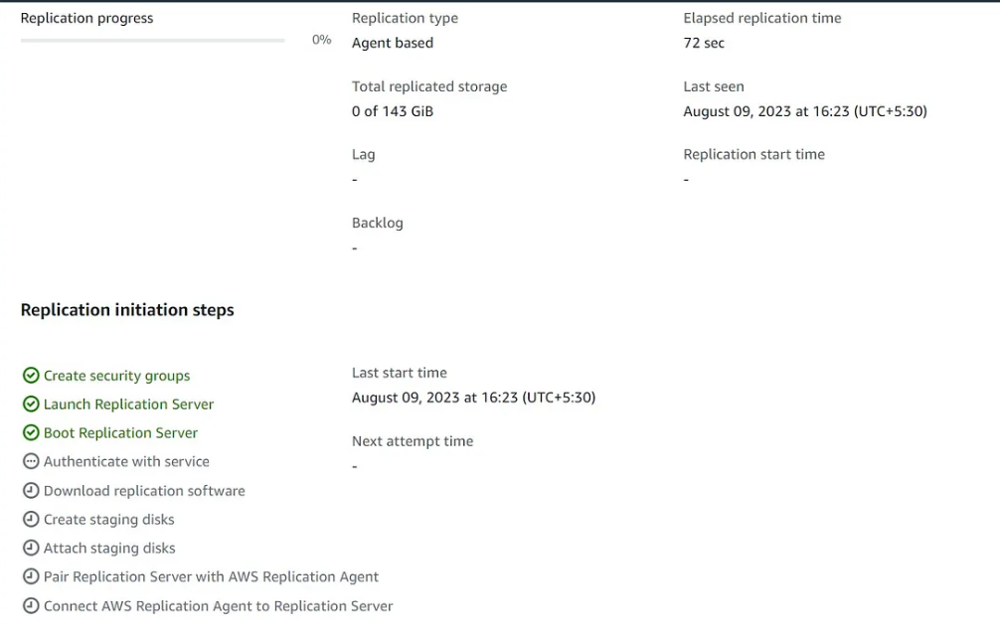 Replication progress
0%
Replication type
Agent based
Total replicated storage
0 of 143 GiB
Lag
-
Backlog
-
Elapsed replication time
72 sec
Last seen
August 09, 2023 at 16:23 (UTC+5:30)
Replication start time
-
Replication initiation steps
Create security groups
Launch Replication Server
Boot Replication Server
Authenticate with service
Download replication software
Create staging disks
Attach staging disks
Pair Replication Server with AWS Replication Agent
Connect AWS Replication Agent to Replication Server
Last start time
August 09, 2023 at 16:23 (UTC+5:30)
Next attempt time
-